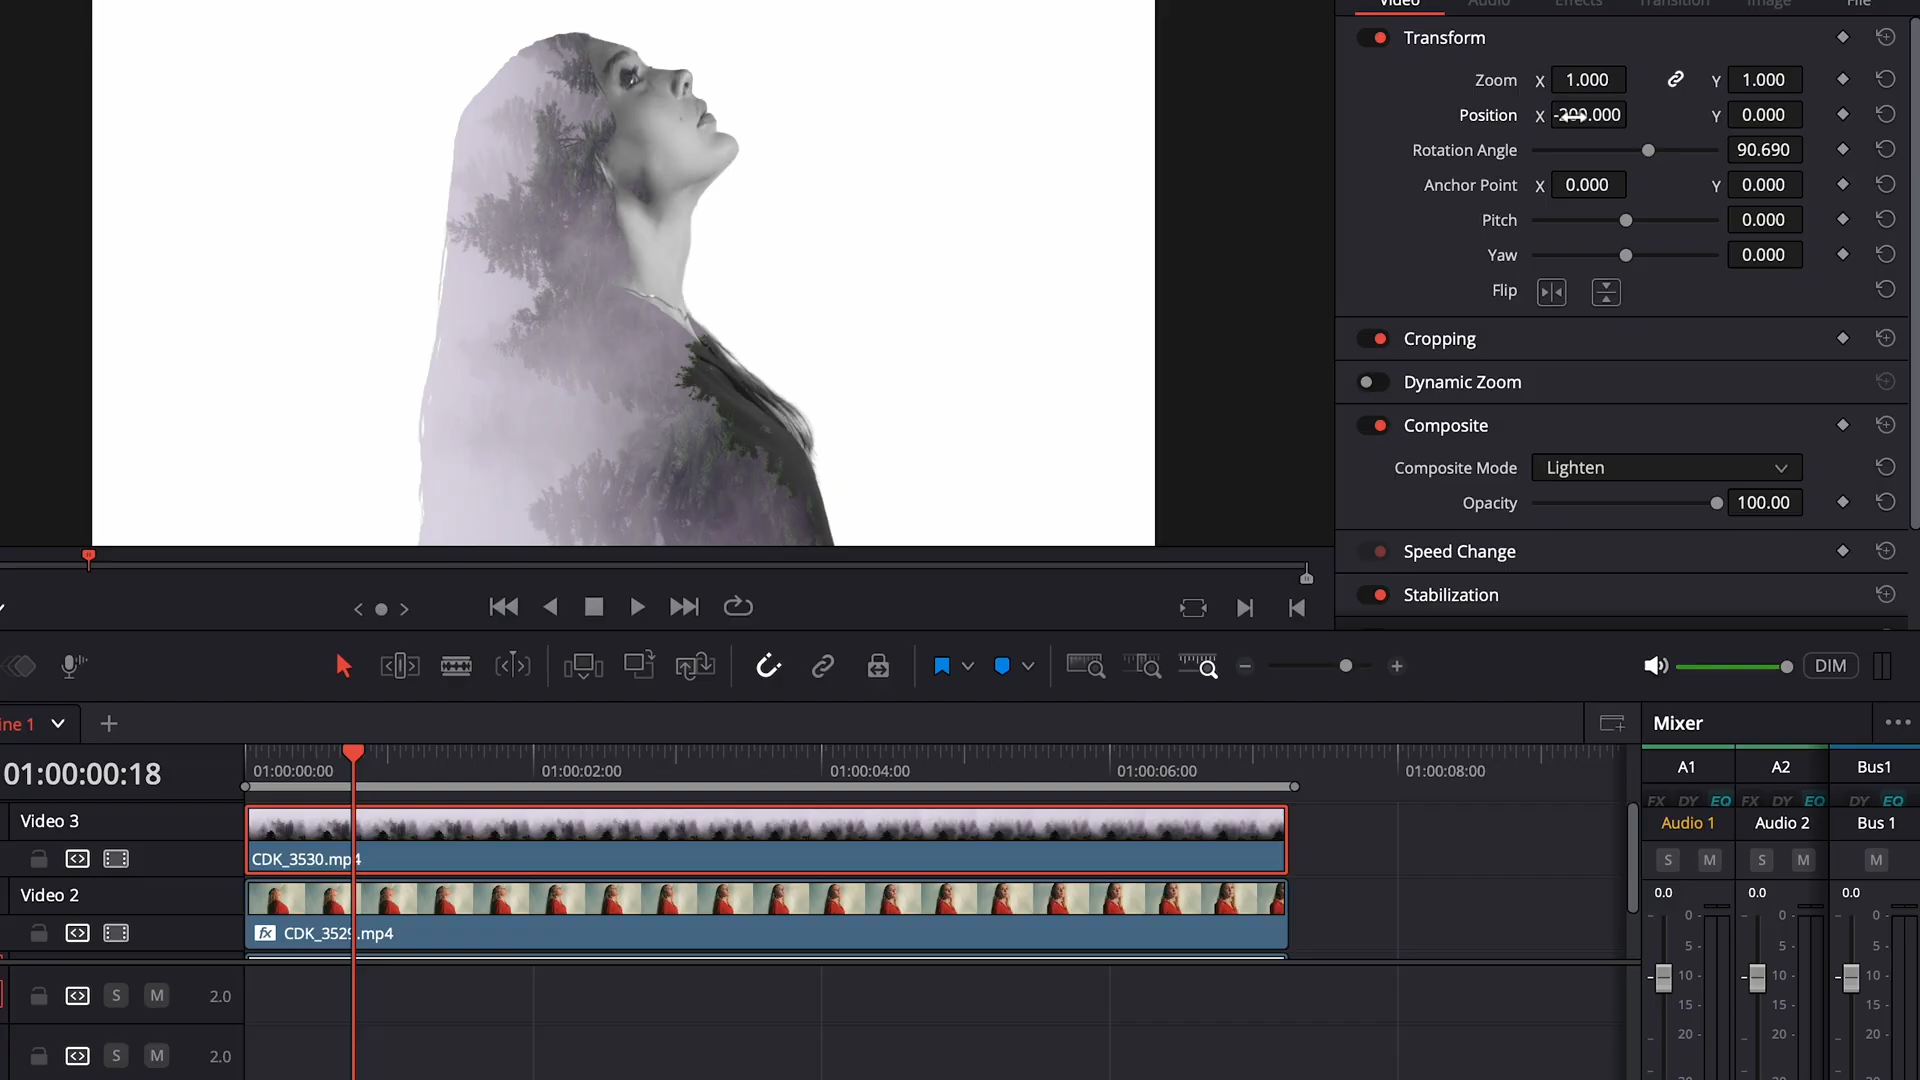 Video Audio Effects Transition Image File
Transform
Zoom X 1.000 Y 1.000
Position X .000 Y 0.000
Rotation Angle 90.690
Anchor Point X 0.000 Y 0.000
Pitch 0.000
Yaw 0.000
Flip
Cropping
Dynamic Zoom
Composite
Composite Mode Lighten
Opacity 100.00
Speed Change
Stabilization
DIM
ine 1
Mixer
01:00:00:18
01:00:00:00 01:00:02:00 01:00:04:00 01:00:06:00 01:00:08:00
A1 A2 Bus1
FX DY EQ FX DY EQ DY EQ
Video 3
Audio 1 Audio 2 Bus 1
CDK_3530.mp4
S M S M M
Video 2
0.0 0.0 0.0
fx CDK_3529.mp4
0- 0- 0-
5- 5- 5-
10- 10- 10-
S M 2.0
15- 15- 15-
20- 20- 20-
S M 2.0